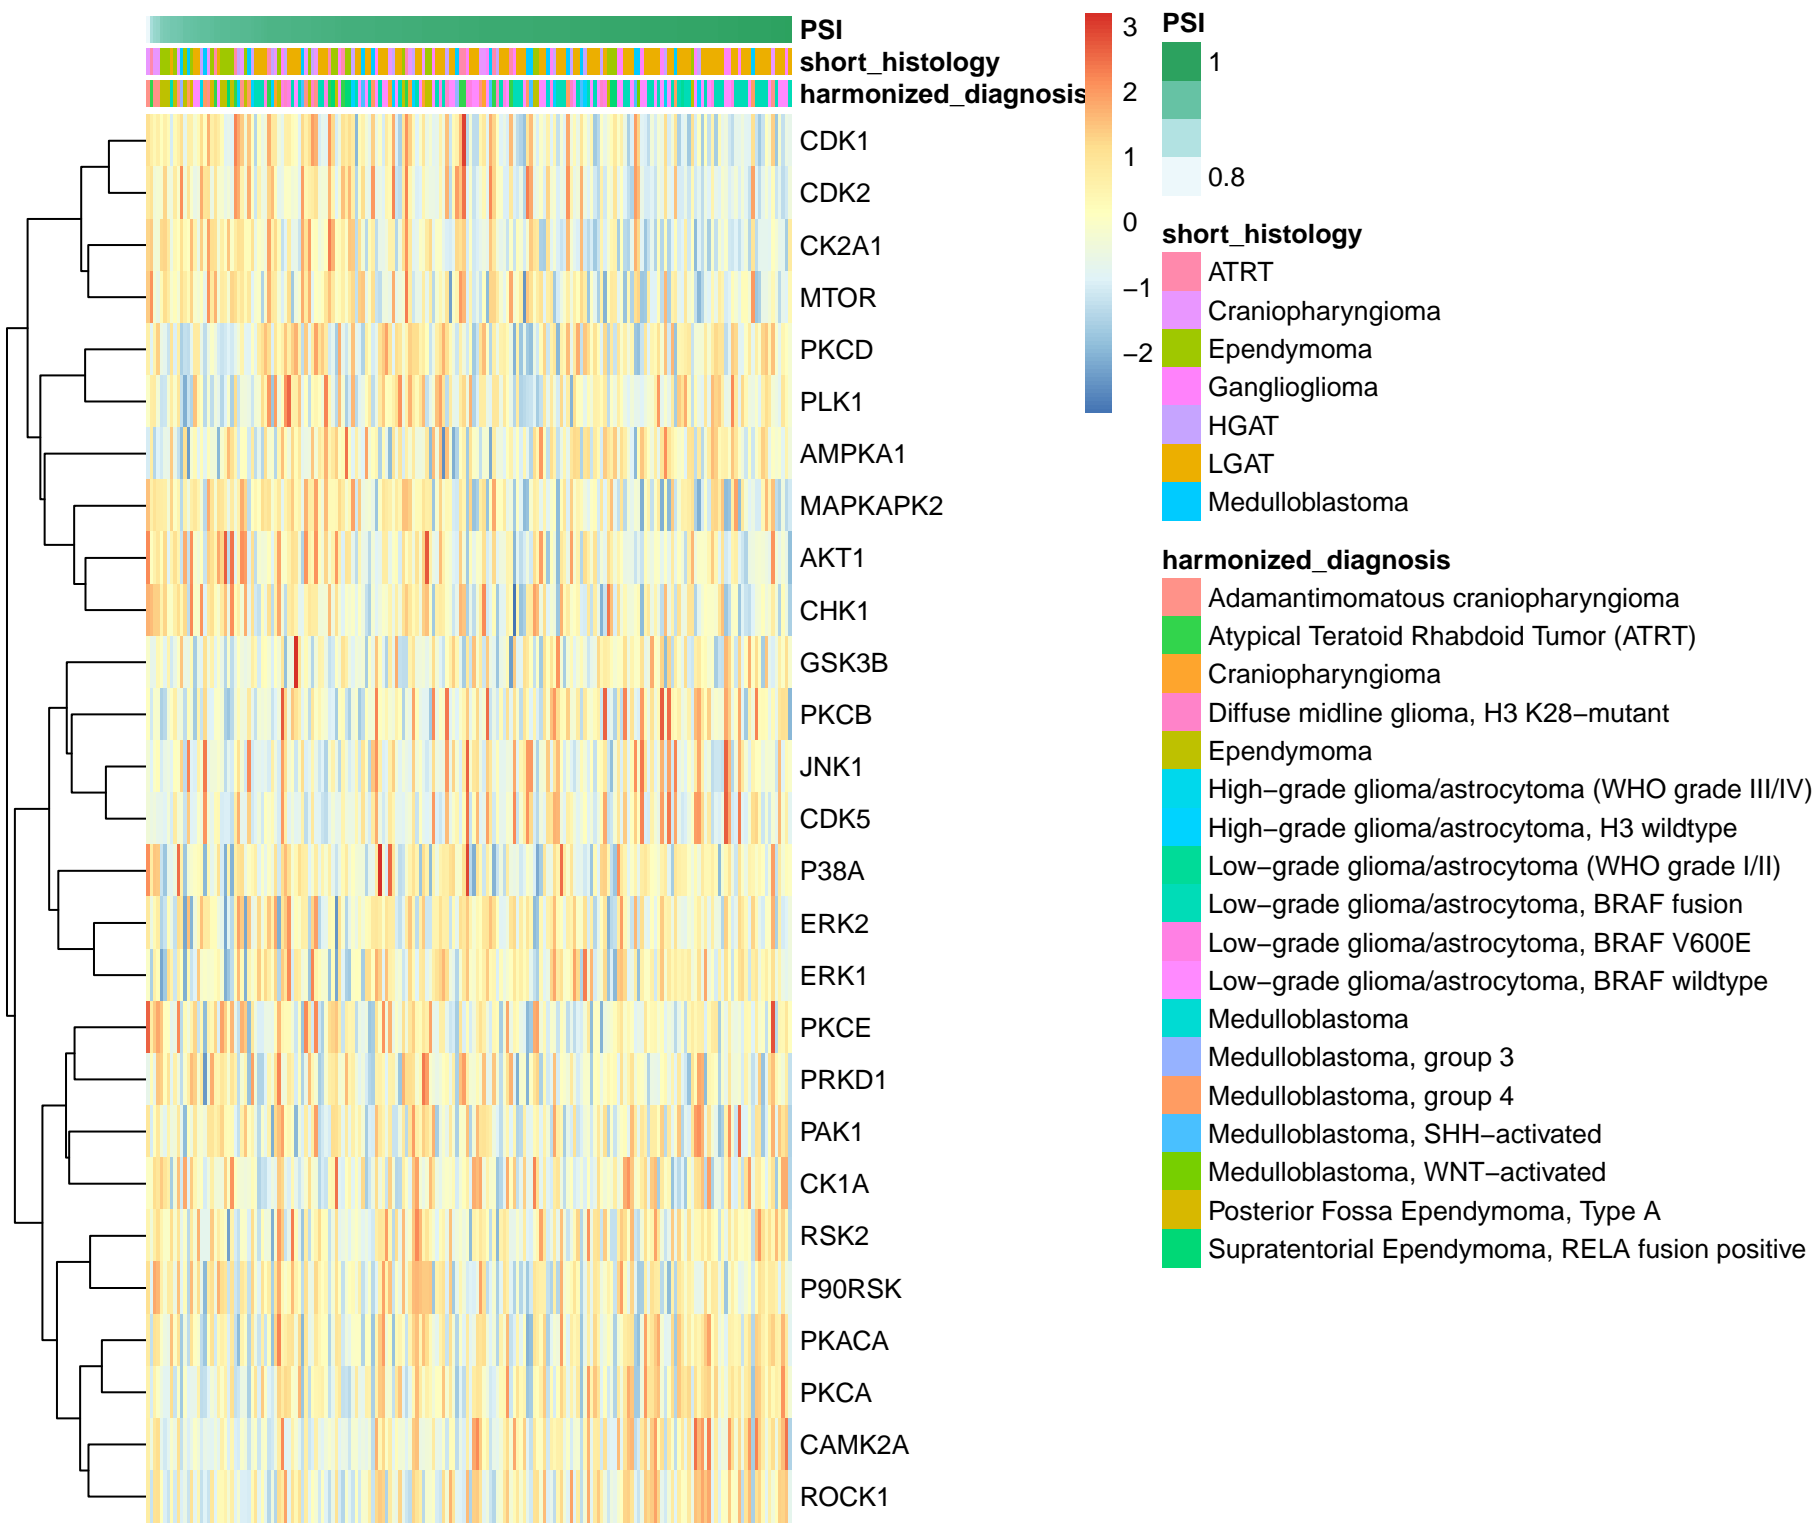 PSI
short_histology
harmonized_diagnosis
CDK1
CDK2
CK2A1
MTOR
PKCD
PLK1
AMPKA1
MAPKAPK2
AKT1
CHK1
GSK3B
PKCB
JNK1
CDK5
P38A
ERK2
ERK1
PKCE
PRKD1
PAK1
CK1A
RSK2
P90RSK
PKACA
PKCA
CAMK2A
ROCK1
3
2
1
0
−1
−2
PSI
1
0.8
short_histology
ATRT
Craniopharyngioma
Ependymoma
Ganglioglioma
HGAT
LGAT
Medulloblastoma
harmonized_diagnosis
Adamantimomatous craniopharyngioma
Atypical Teratoid Rhabdoid Tumor (ATRT)
Craniopharyngioma
Diffuse midline glioma, H3 K28−mutant
Ependymoma
High−grade glioma/astrocytoma (WHO grade III/IV)
High−grade glioma/astrocytoma, H3 wildtype
Low−grade glioma/astrocytoma (WHO grade I/II)
Low−grade glioma/astrocytoma, BRAF fusion
Low−grade glioma/astrocytoma, BRAF V600E
Low−grade glioma/astrocytoma, BRAF wildtype
Medulloblastoma
Medulloblastoma, group 3
Medulloblastoma, group 4
Medulloblastoma, SHH−activated
Medulloblastoma, WNT−activated
Posterior Fossa Ependymoma, Type A
Supratentorial Ependymoma, RELA fusion positive